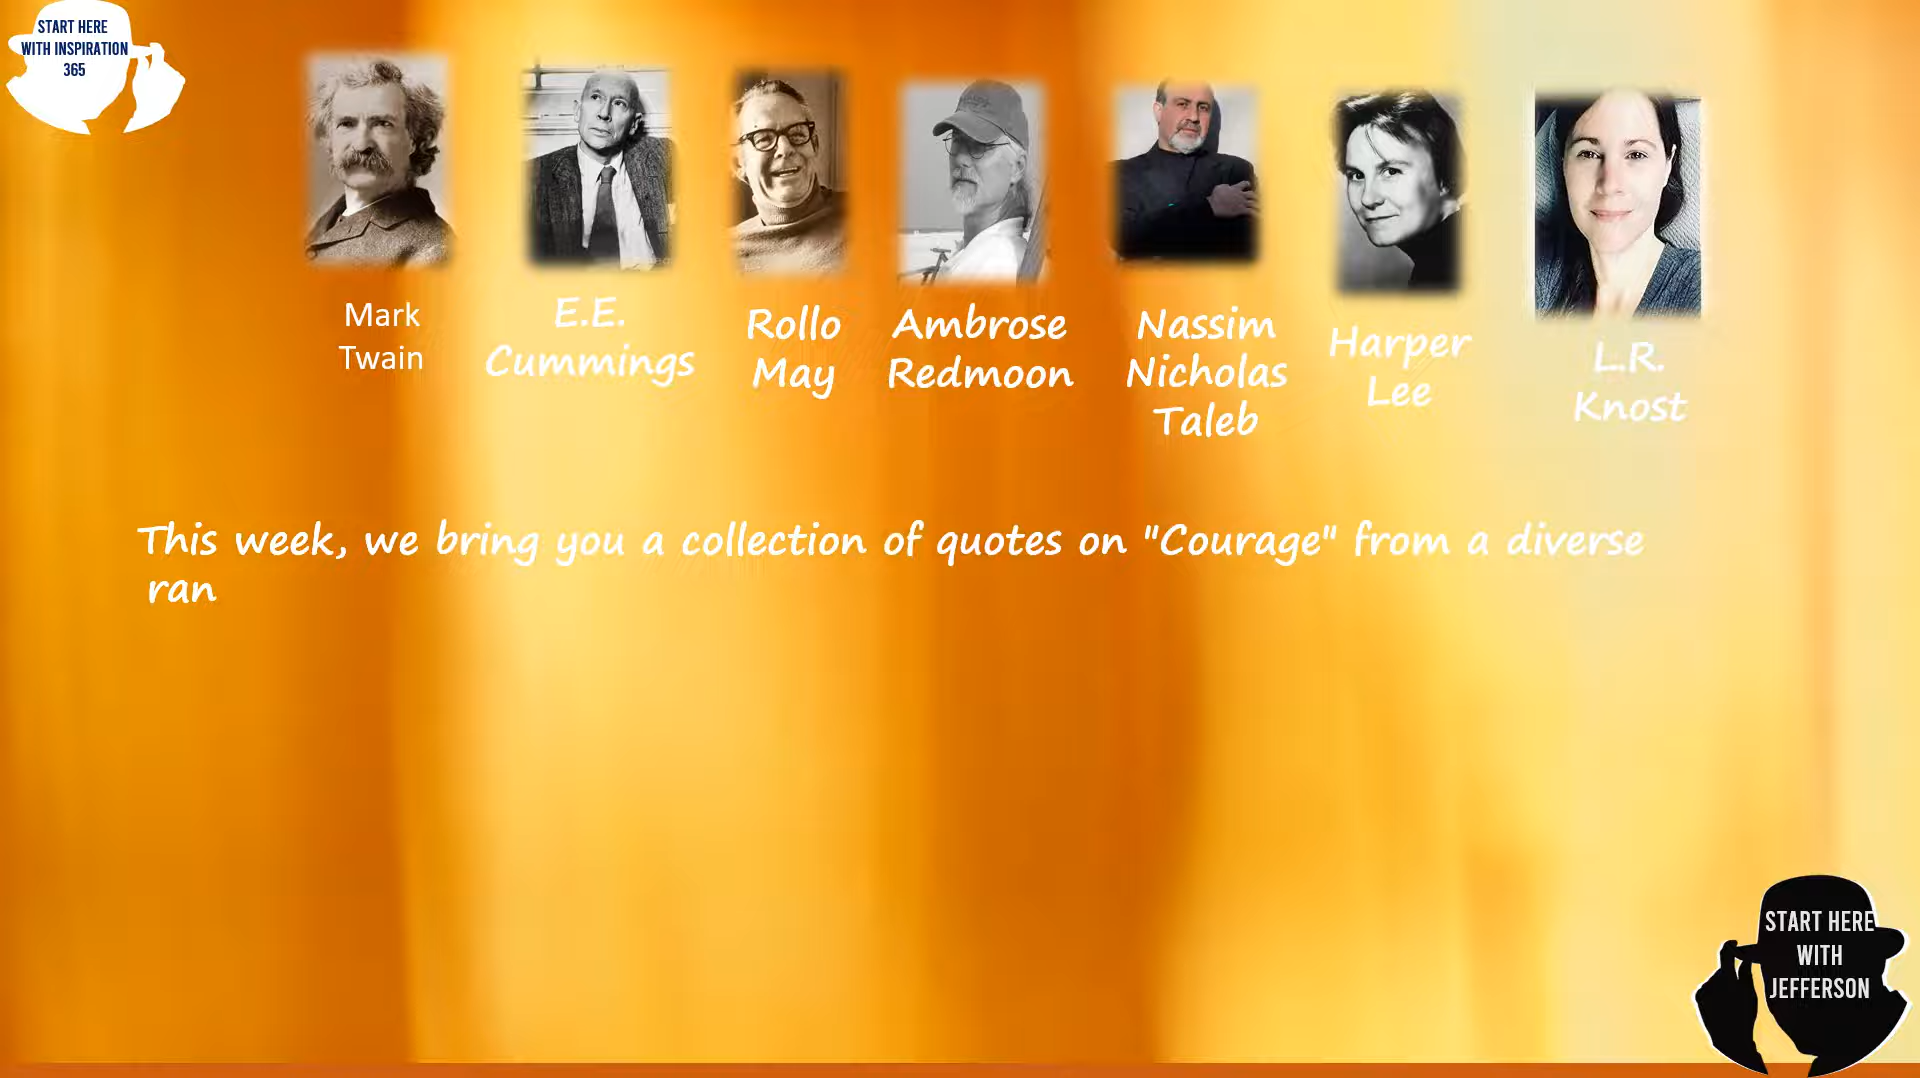 START HERE
WITH INSPIRATION
365
Mark
Twain
E.E.
Cummings
Rollo
May
Ambrose
Redmoon
Nassim
Nicholas
Taleb
Harper
Lee
L.R.
Knost
This week, we bring you a collection of quotes on "Courage" from a diverse
ran
START HERE
WITH
JEFFERSON